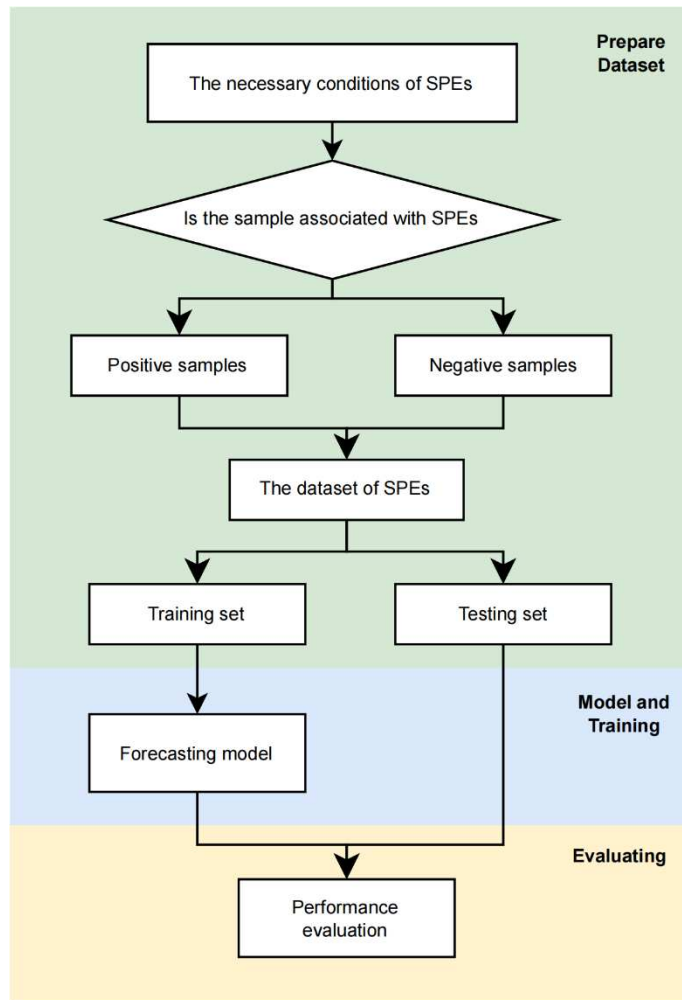 Prepare
Dataset
The necessary conditions of SPEs
Is the sample associated with SPEs
Positive samples
Negative samples
The dataset of SPEs
Training set
Testing set
Model and
Training
Forecasting model
Evaluating
Performance
evaluation